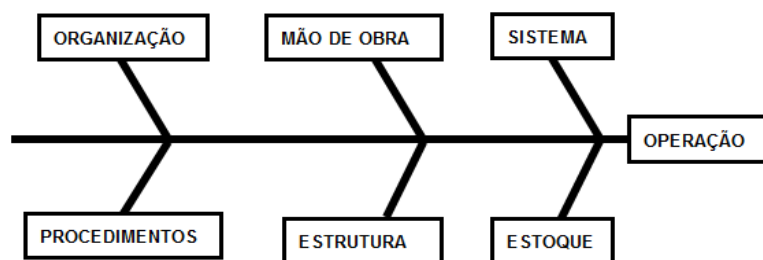 ORGANIZAÇÃO
MÃO DE OBRA
SISTEMA
OPERAÇÃO
PROCEDIMENTOS
ESTRUTURA
ESTOQUE